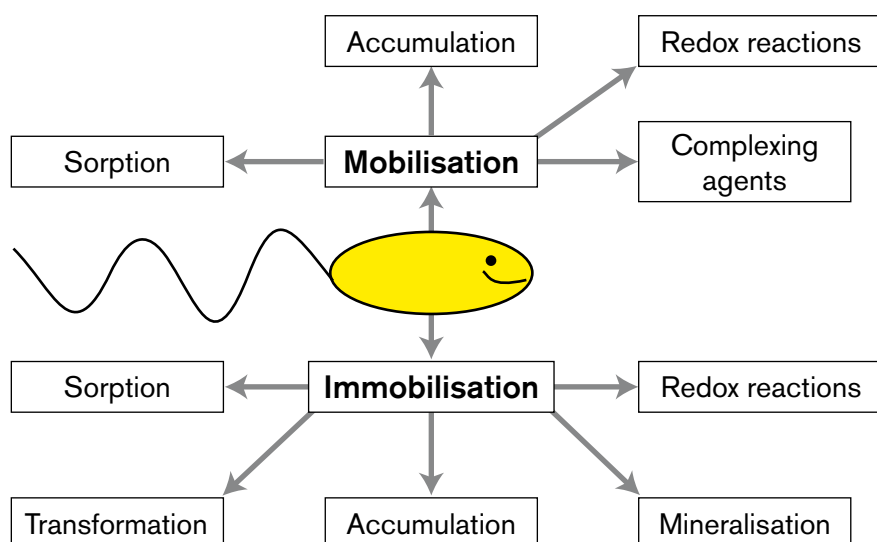 Accumulation
Redox reactions
Sorption
Mobilisation
Complexing
agents
Sorption
Immobilisation
Redox reactions
Transformation
Accumulation
Mineralisation